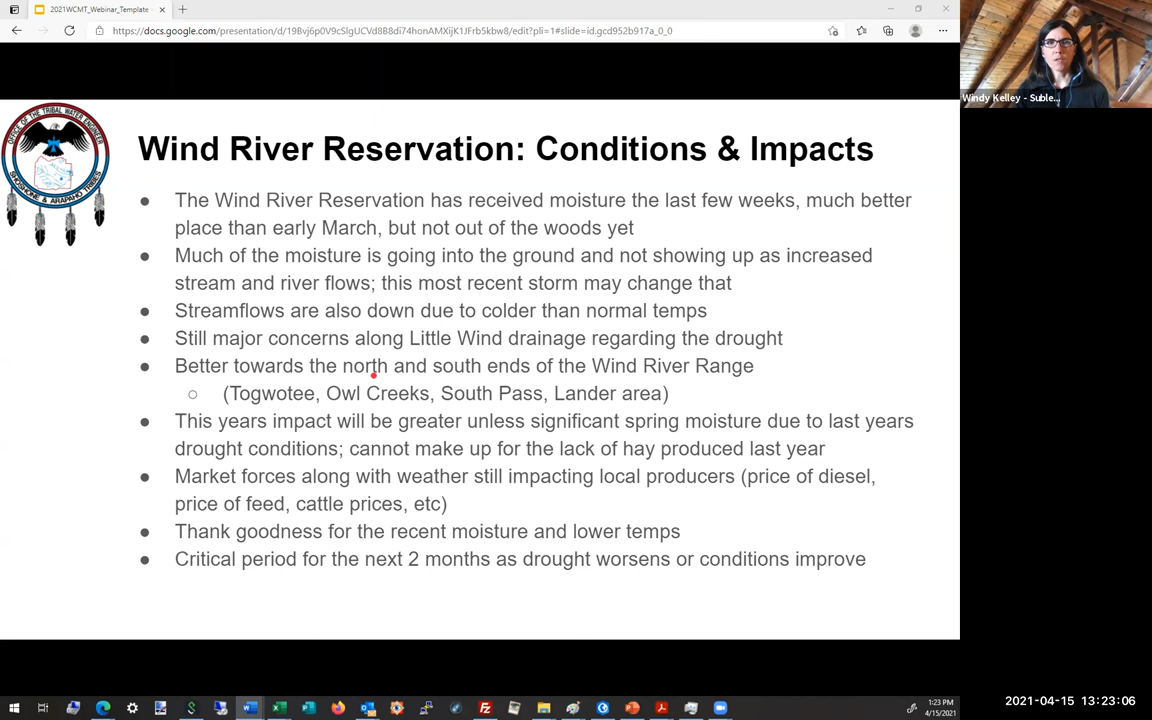 2021WCMT_Webinar_Template
https://docs.google.com/presentation/d/19Bvj6p0V9cSlgUCVd8B8di74honAMXijK1JFrb5kbw8/edit?pli=1#slide=id.gcd952b917a_0_0
Windy Kelley - Suble...
OFFICE OF THE TRIBAL WATER ENGINEER
SHOSHONE & ARAPAHO TRIBES
Wind River Reservation: Conditions & Impacts
● The Wind River Reservation has received moisture the last few weeks, much better
place than early March, but not out of the woods yet
● Much of the moisture is going into the ground and not showing up as increased
stream and river flows; this most recent storm may change that
● Streamflows are also down due to colder than normal temps
● Still major concerns along Little Wind drainage regarding the drought
● Better towards the north and south ends of the Wind River Range
○ (Togwotee, Owl Creeks, South Pass, Lander area)
● This years impact will be greater unless significant spring moisture due to last years
drought conditions; cannot make up for the lack of hay produced last year
● Market forces along with weather still impacting local producers (price of diesel,
price of feed, cattle prices, etc)
● Thank goodness for the recent moisture and lower temps
● Critical period for the next 2 months as drought worsens or conditions improve
1:23 PM
4/15/2021
2021-04-15 13:23:06